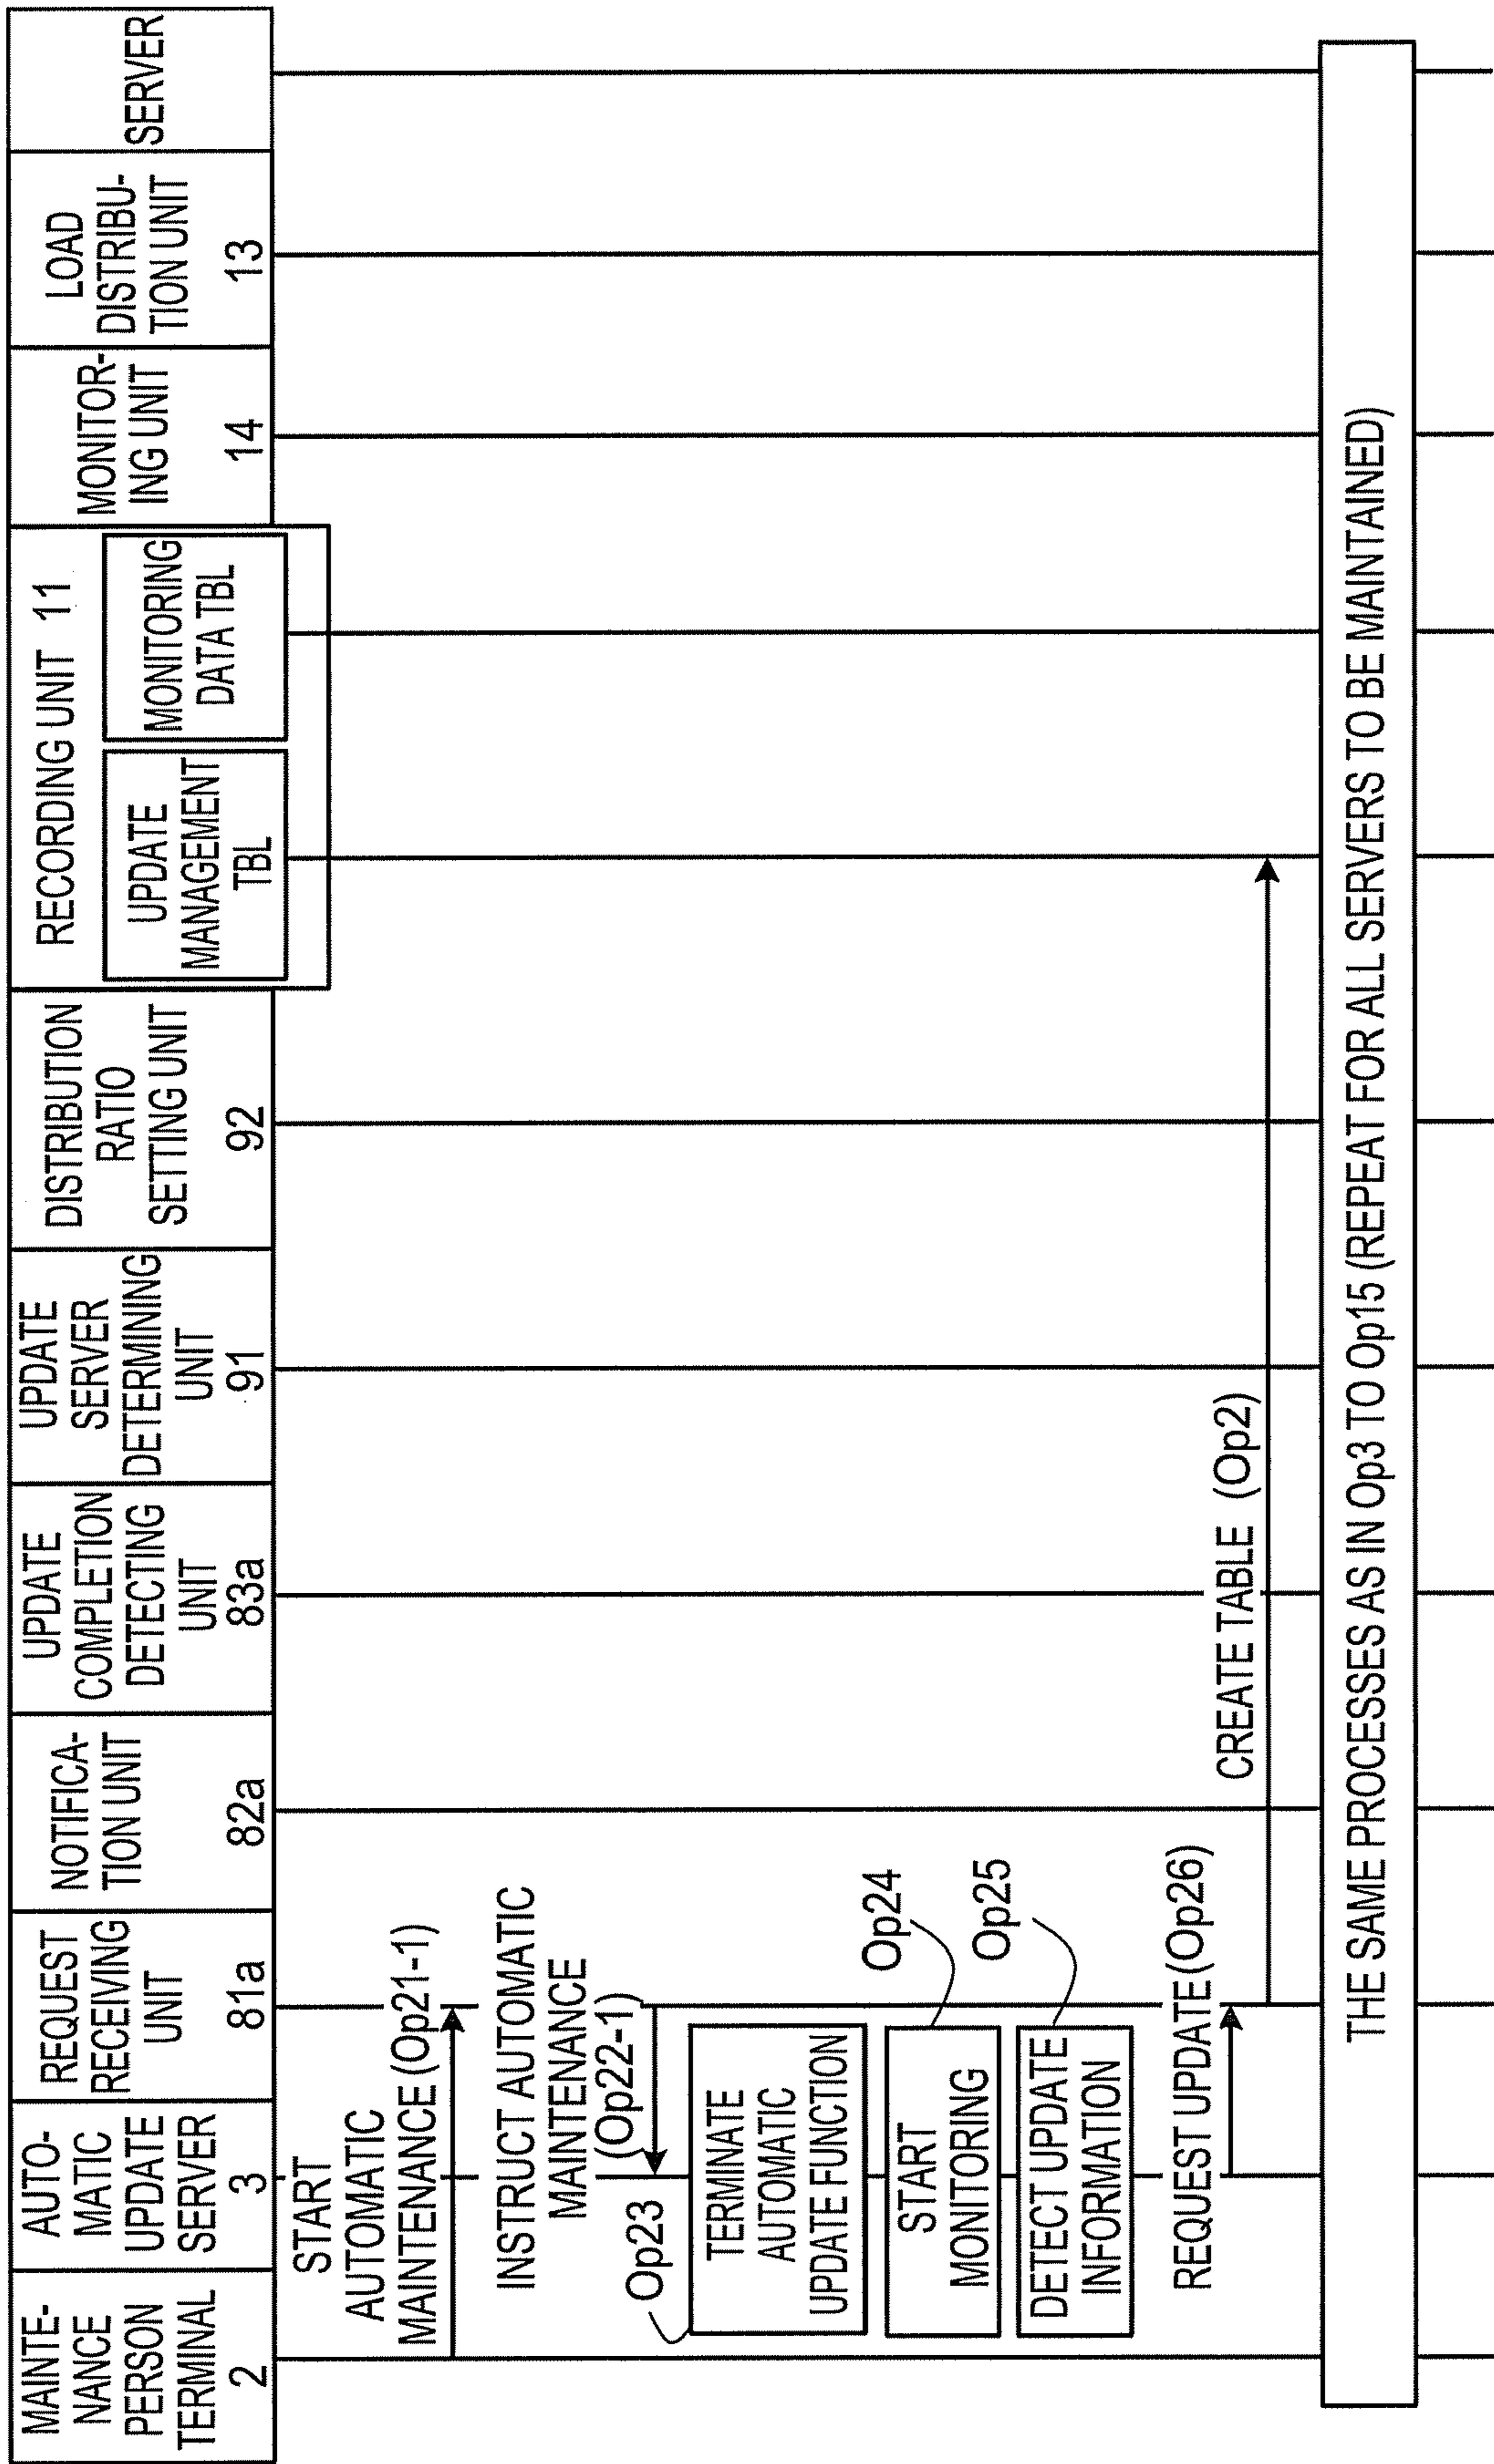 MAINTE-
NANCE
PERSON
TERMINAL
2
AUTO-
MATIC
UPDATE
SERVER
3
REQUEST
RECEIVING
UNIT
81a
NOTIFICA-
TION UNIT
82a
UPDATE
COMPLETION
DETECTING
UNIT
83a
UPDATE
SERVER
DETERMINING
UNIT
91
DISTRIBUTION
RATIO
SETTING UNIT
92
RECORDING UNIT 11
UPDATE
MANAGEMENT
TBL
MONITORING
DATA TBL
MONITOR-
ING UNIT
14
LOAD
DISTRIBU-
TION UNIT
13
SERVER
START
AUTOMATIC
MAINTENANCE (Op21-1)
INSTRUCT AUTOMATIC
MAINTENANCE
(Op22-1)
Op23
TERMINATE
AUTOMATIC
UPDATE FUNCTION
Op24
START
MONITORING
Op25
DETECT UPDATE
INFORMATION
REQUEST UPDATE (Op26)
CREATE TABLE (Op2)
THE SAME PROCESSES AS IN Op3 TO Op15 (REPEAT FOR ALL SERVERS TO BE MAINTAINED)